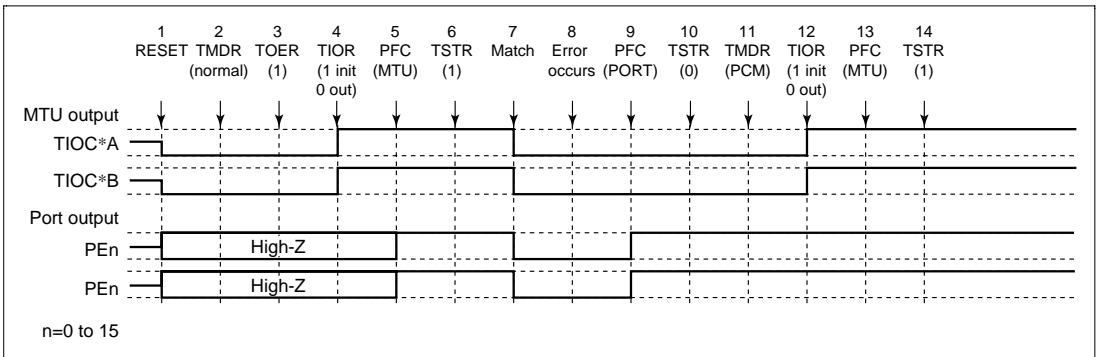 1 2 3 4 5 6 7 8 9 10 11 12 13 14
RESET TMDR TOER TIOR PFC TSTR Match Error PFC TSTR TMDR TIOR PFC TSTR
(normal) (1) (1 init (MTU) (1) occurs (PORT) (0) (PCM) (1 init (MTU) (1)
0 out) 0 out)
MTU output
TIOC*A
TIOC*B
Port output
PEn High-Z
PEn High-Z
n=0 to 15